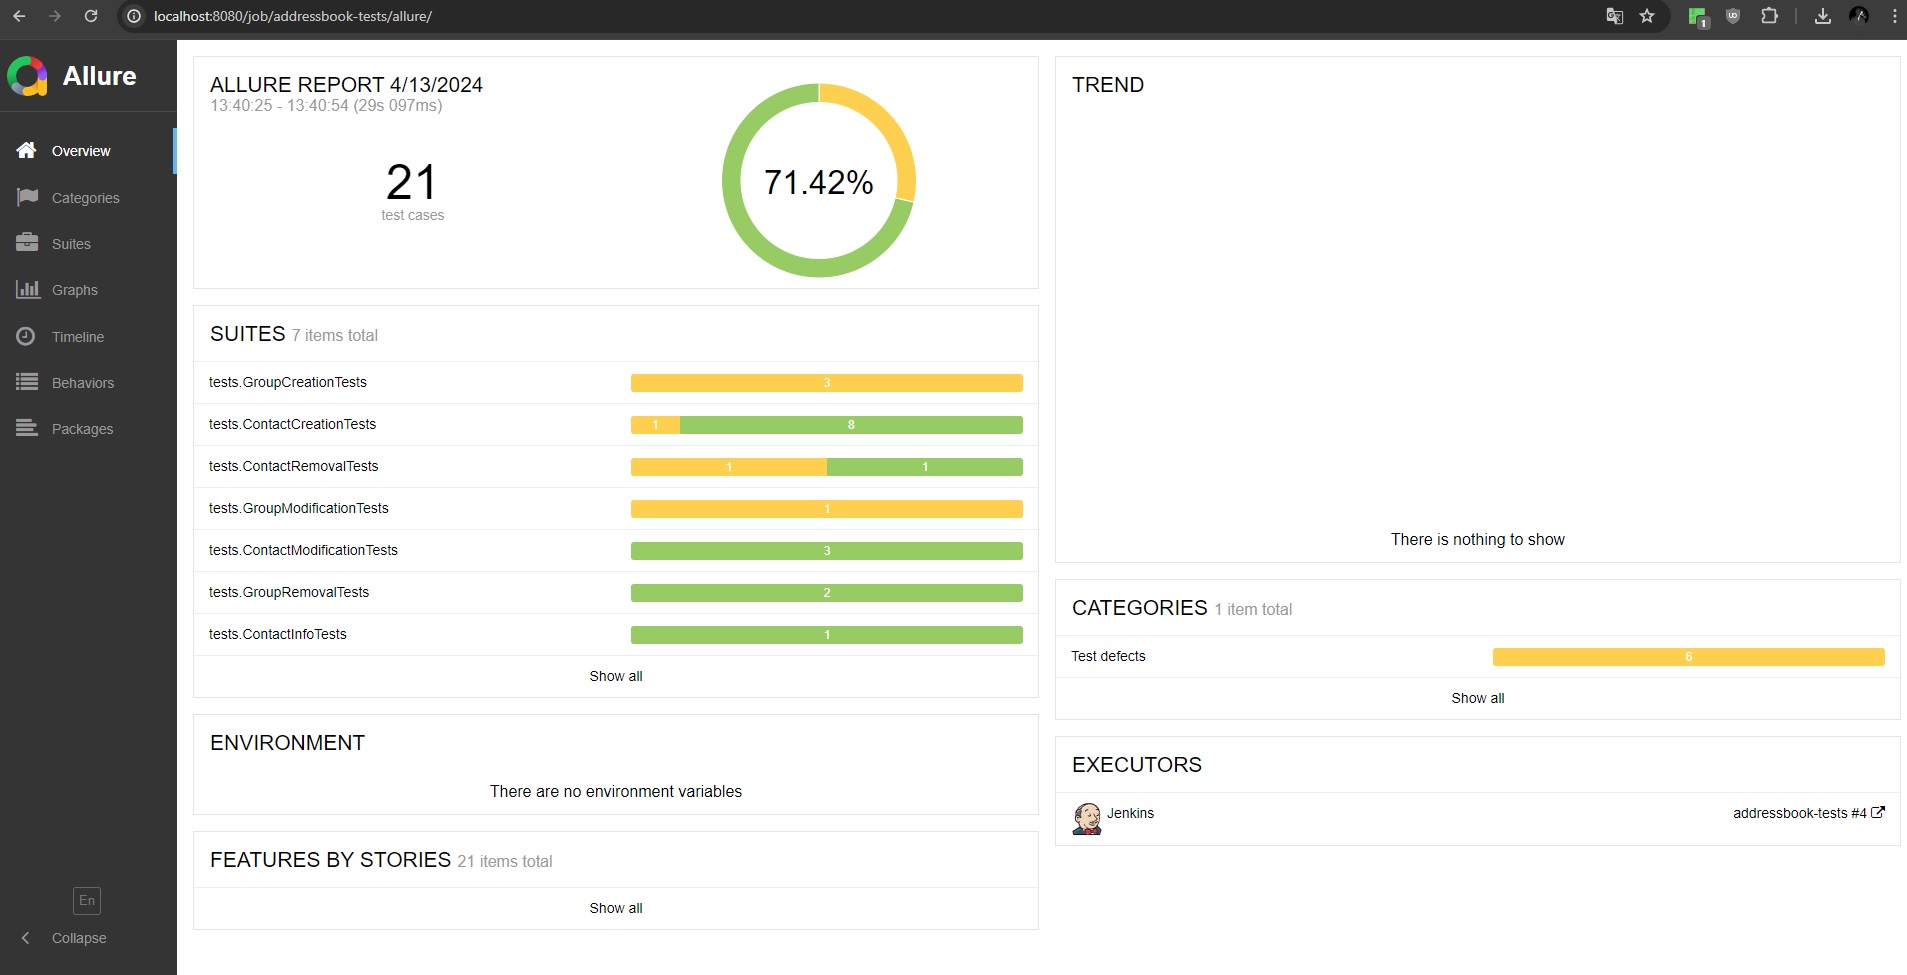 localhost:8080/job/addressbook-tests/allure/
1
Allure
Overview
Categories
Suites
Graphs
Timeline
Behaviors
Packages
En
Collapse
ALLURE REPORT 4/13/2024
13:40:25 - 13:40:54 (29s 097ms)
21
test cases
71.42%
SUITES 7 items total
tests.GroupCreationTests 3
tests.ContactCreationTests 1 8
tests.ContactRemovalTests 1 1
tests.GroupModificationTests 1
tests.ContactModificationTests 3
tests.GroupRemovalTests 2
tests.ContactInfoTests 1
Show all
ENVIRONMENT
There are no environment variables
FEATURES BY STORIES 21 items total
Show all
TREND
There is nothing to show
CATEGORIES 1 item total
Test defects 6
Show all
EXECUTORS
Jenkins addressbook-tests #4